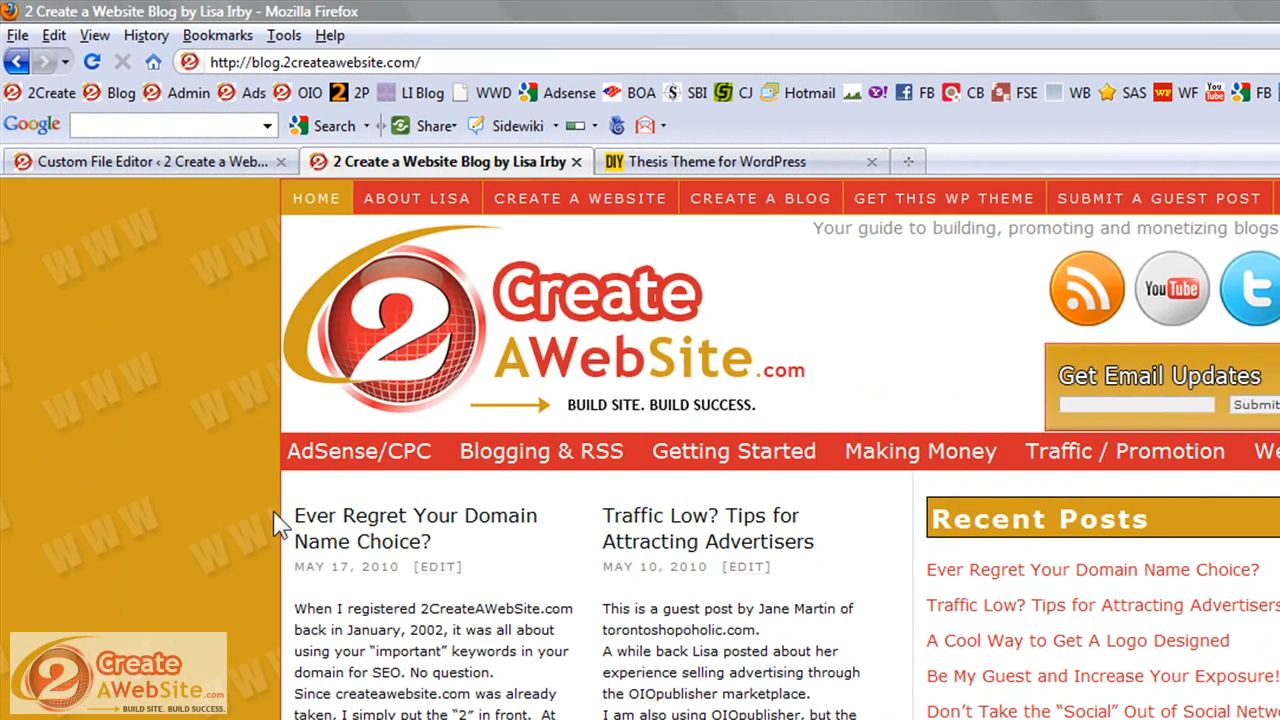 2 Create a Website Blog by Lisa Irby - Mozilla Firefox
File Edit View History Bookmarks Tools Help
http://blog.2createawebsite.com/
2Create Blog Admin Ads OIO 2P LI Blog WWD Adsense BOA SBI CJ Hotmail FB CB FSE WB SAS WF FB
Google Search Share Sidewiki
Custom File Editor ‹ 2 Create a Web... 2 Create a Website Blog by Lisa Irby DIY Thesis Theme for WordPress
HOME ABOUT LISA CREATE A WEBSITE CREATE A BLOG GET THIS WP THEME SUBMIT A GUEST POST
Your guide to building, promoting and monetizing blogs
WWW WWW
2 Create
AWebSite.com
BUILD SITE. BUILD SUCCESS.
YouTube
Get Email Updates
Submit
AdSense/CPC Blogging & RSS Getting Started Making Money Traffic / Promotion We
Ever Regret Your Domain
Name Choice?
MAY 17, 2010 [EDIT]
When I registered 2CreateAWebSite.com
back in January, 2002, it was all about
using your “important” keywords in your
domain for SEO. No question.
Since createawebsite.com was already
taken, I simply put the “2” in front. At
Traffic Low? Tips for
Attracting Advertisers
MAY 10, 2010 [EDIT]
This is a guest post by Jane Martin of
torontoshopoholic.com.
A while back Lisa posted about her
experience selling advertising through
the OIOpublisher marketplace.
I am also using OIOpublisher, but the
Recent Posts
Ever Regret Your Domain Name Choice?
Traffic Low? Tips for Attracting Advertisers
A Cool Way to Get A Logo Designed
Be My Guest and Increase Your Exposure!
Don’t Take the “Social” Out of Social Netw
WWW WWW
WWW WWW
2 Create
AWebSite.com
BUILD SITE. BUILD SUCCESS.